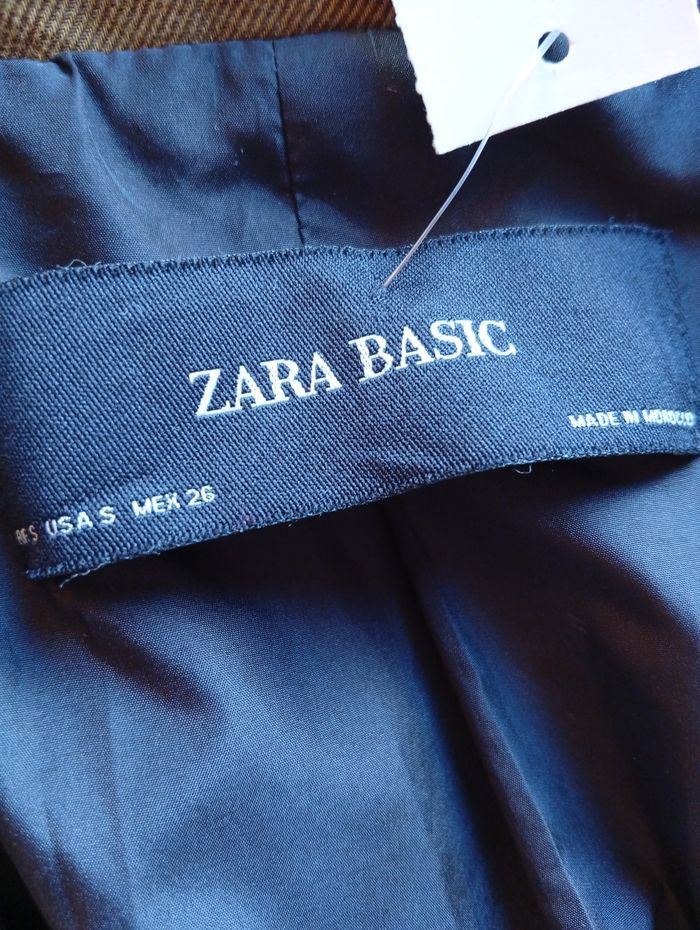 ZARA BASIC
MADE IN MOROCCO
USA S MEX 26